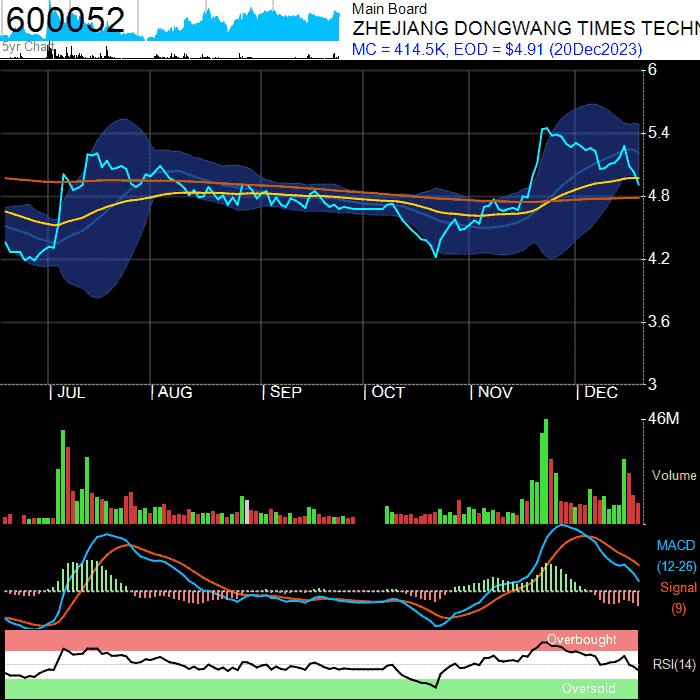 600052
5yr Chart
Main Board
ZHEJIANG DONGWANG TIMES TECHN
MC = 414.5K, EOD = $4.91 (20Dec2023)
6
5.4
4.8
4.2
3.6
3
JUL
AUG
SEP
OCT
NOV
DEC
46M
Volume
MACD
(12-26)
Signal
(9)
Overbought
RSI(14)
Oversold